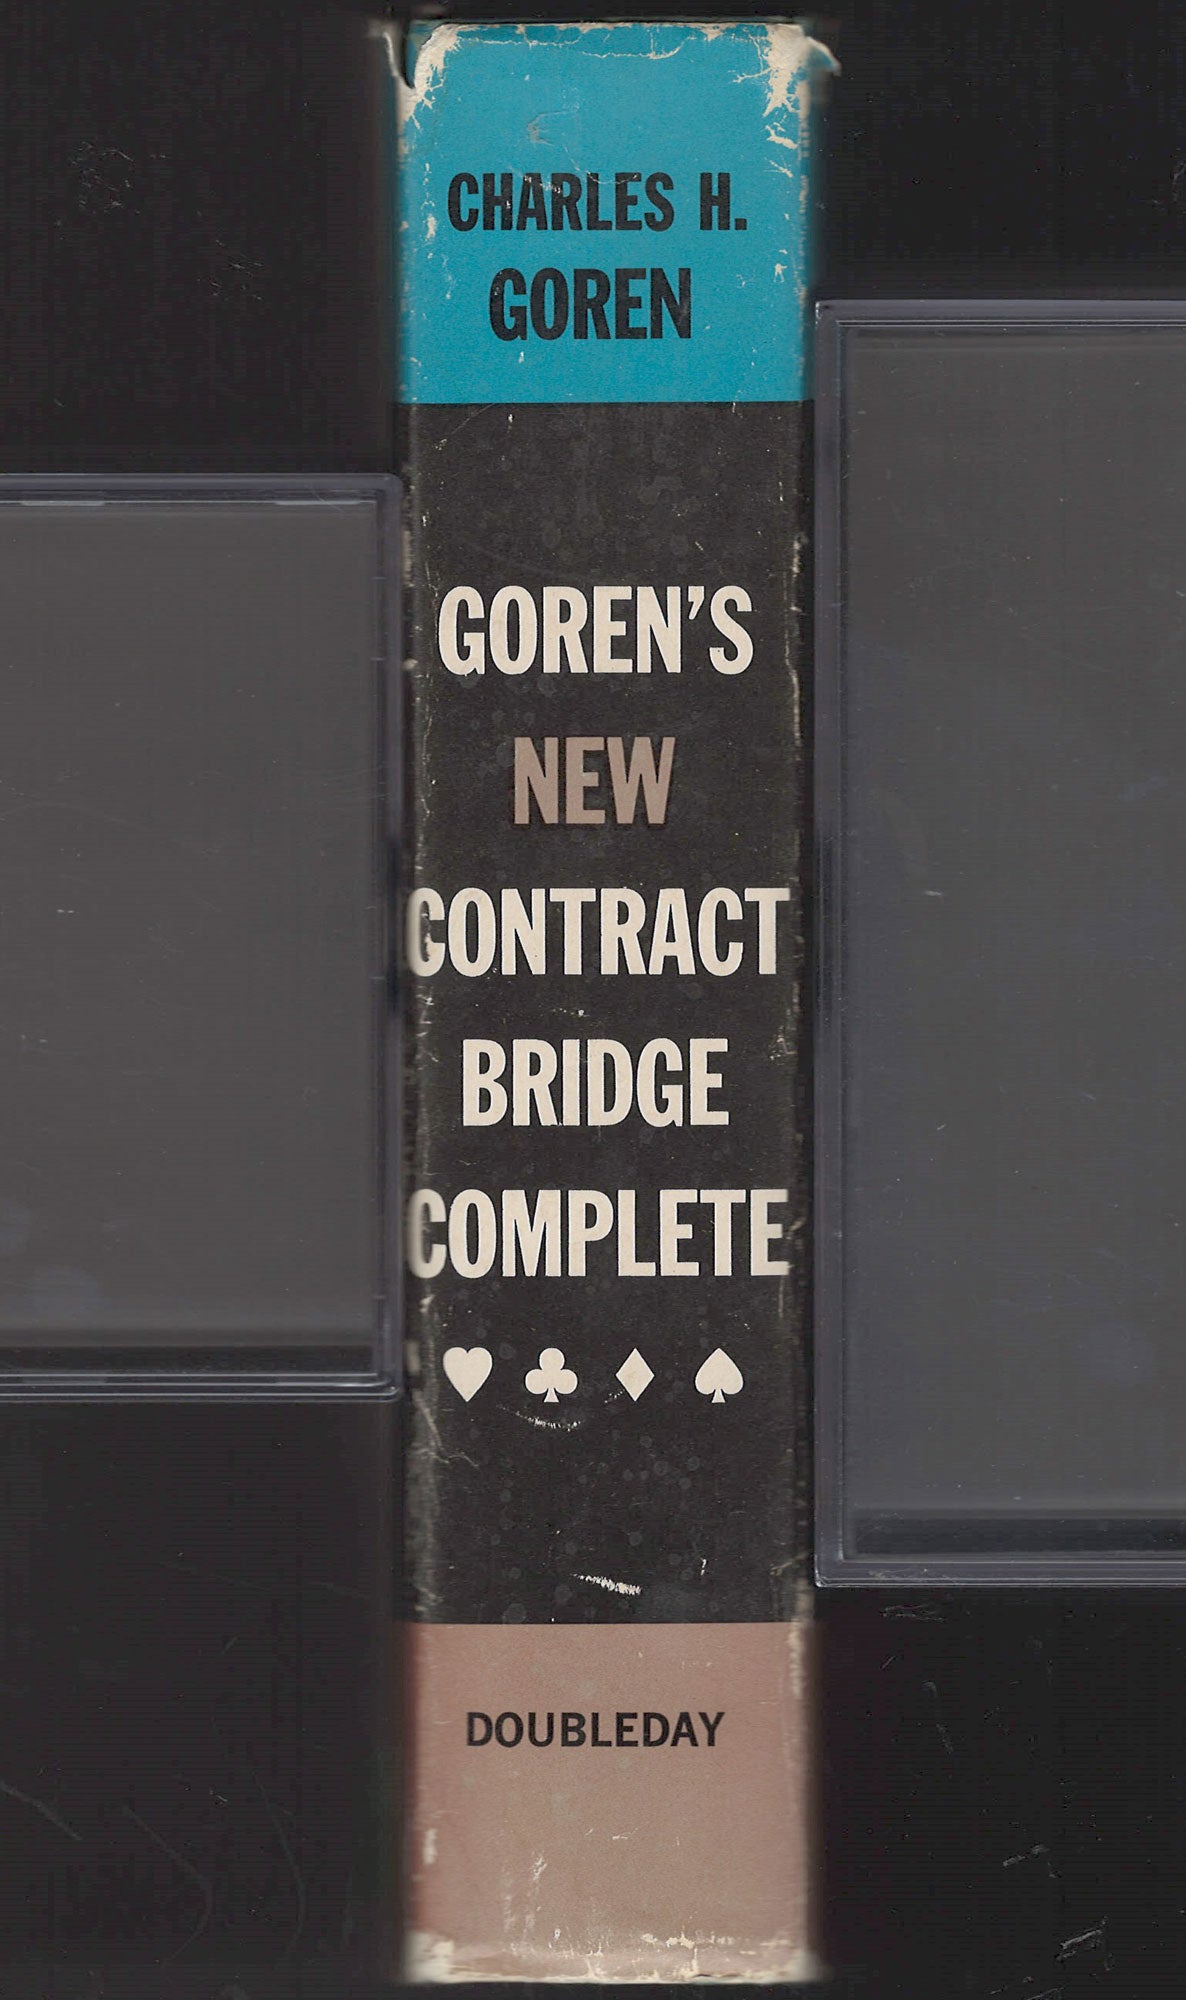 CHARLES H.
GOREN
GOREN'S
NEW
CONTRACT
BRIDGE
COMPLETE
DOUBLEDAY